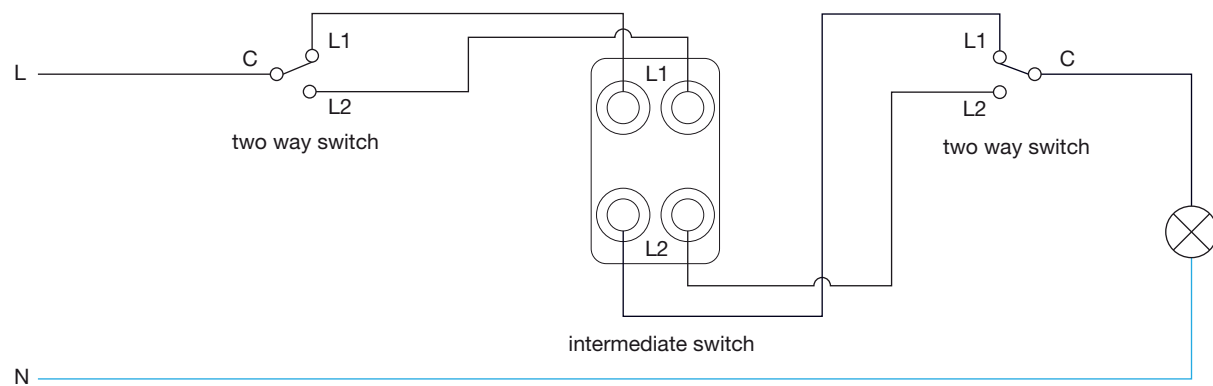 L1
L1
C
C
L1
L
L2
L2
two way switch
two way switch
L2
intermediate switch
N